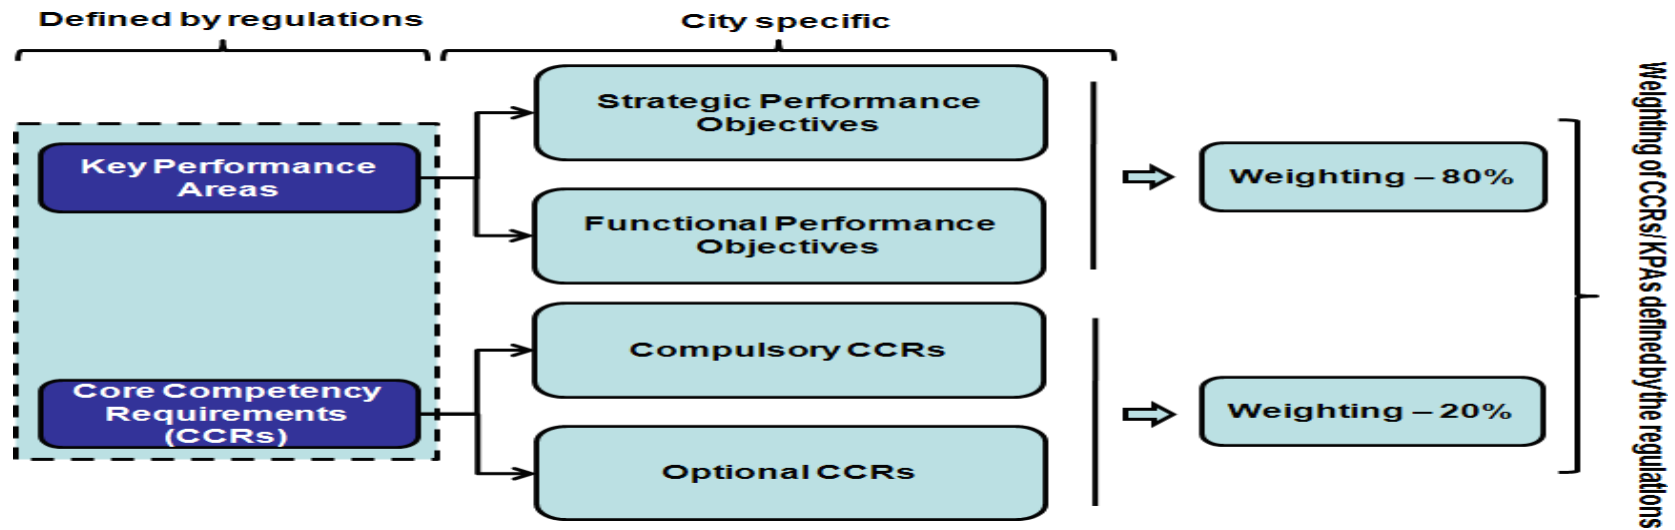 Defined by regulations
City specific
Key Performance
Areas
Strategic Performance
Objectives
Functional Performance
Objectives
Weighting – 80%
Core Competency
Requirements
(CCRs)
Compulsory CCRs
Optional CCRs
Weighting – 20%
Weighting of CCRs/KPAs defined by the regulations